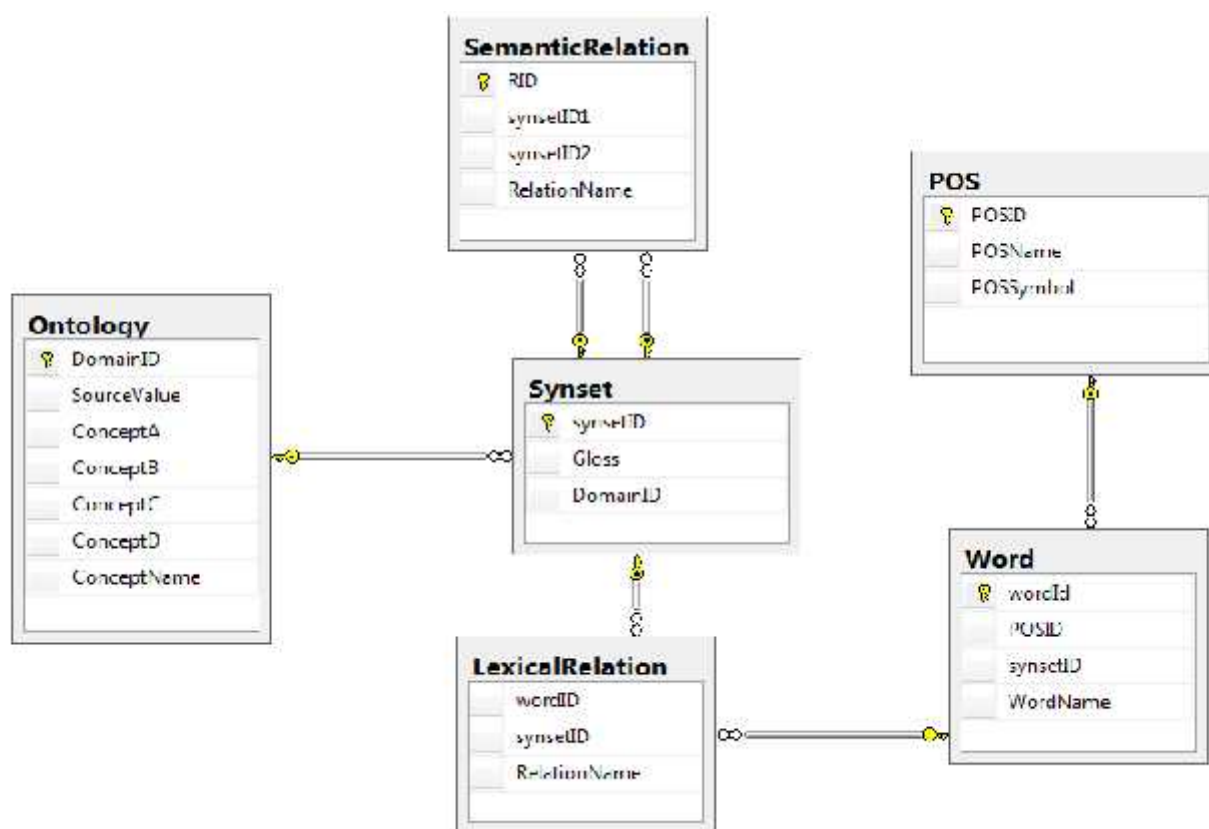 SemanticRelation
RID
synsetID1
synsetID2
RelationName
POS
POSID
POSName
POSSymbol
Ontology
DomainID
SourceValue
ConceptA
ConceptB
ConceptC
ConceptD
ConceptName
Synset
synsetID
Gloss
DomainID
Word
wordId
POSID
synsetID
WordName
LexicalRelation
wordID
synsetID
RelationName